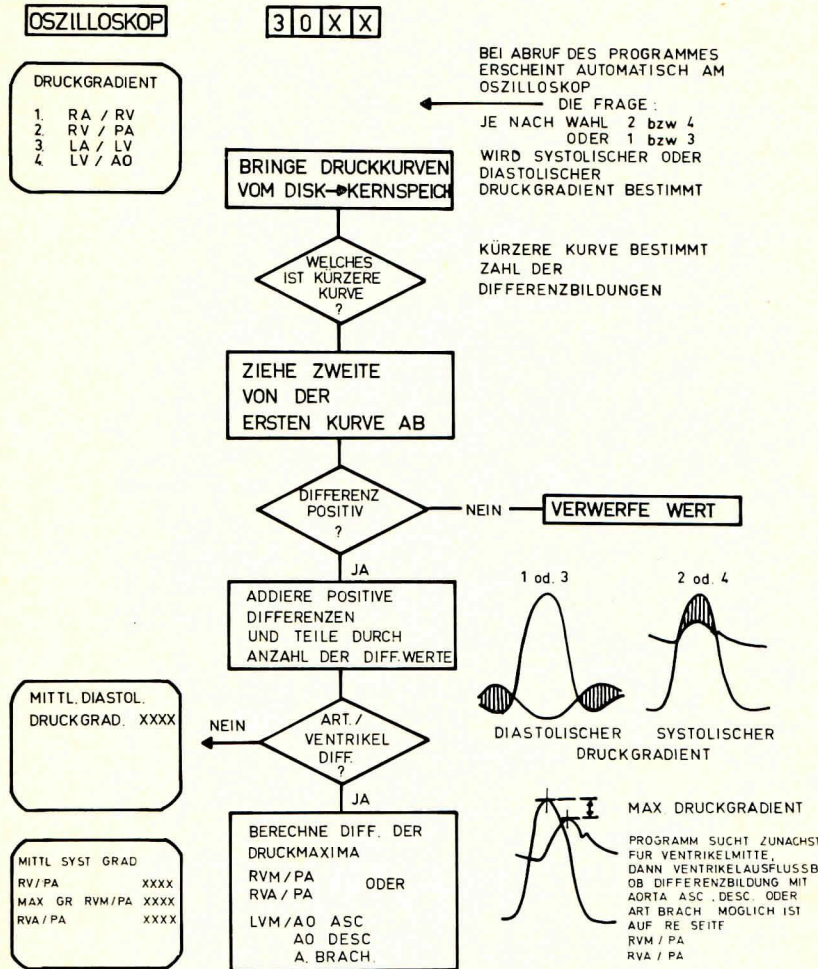 OSZILLOSKOP
3 0 X X
DRUCKGRADIENT
1. RA / RV
2. RV / PA
3. LA / LV
4. LV / AO
BEI ABRUF DES PROGRAMMES
ERSCHEINT AUTOMATISCH AM
OSZILLOSKOP
DIE FRAGE :
JE NACH WAHL 2 bzw 4
ODER 1 bzw 3
WIRD SYSTOLISCHER ODER
DIASTOLISCHER
DRUCKGRADIENT BESTIMMT
BRINGE DRUCKKURVEN
VOM DISK→KERNSPEICH
WELCHES
IST KÜRZERE
KURVE
?
KÜRZERE KURVE BESTIMMT
ZAHL DER
DIFFERENZBILDUNGEN
ZIEHE ZWEITE
VON DER
ERSTEN KURVE AB
DIFFERENZ
POSITIV
?
NEIN
VERWERFE WERT
JA
ADDIERE POSITIVE
DIFFERENZEN
UND TEILE DURCH
ANZAHL DER DIFF.WERTE
1 od. 3
2 od. 4
DIASTOLISCHER SYSTOLISCHER
DRUCKGRADIENT
MITTL. DIASTOL.
DRUCKGRAD. XXXX
NEIN
ART. /
VENTRIKEL
DIFF.
?
JA
BERECHNE DIFF. DER
DRUCKMAXIMA
RVM/PA
RVA/PA ODER
LVM/AO ASC
AO DESC
A. BRACH.
MITTL SYST GRAD
RV/PA XXXX
MAX GR RVM/PA XXXX
RVA/PA XXXX
MAX. DRUCKGRADIENT
PROGRAMM SUCHT ZUNACHST
FUR VENTRIKELMITTE,
DANN VENTRIKELAUSFLUSSB
OB DIFFERENZBILDUNG MIT
AORTA ASC , DESC. ODER
ART BRACH MOGLICH IST
AUF RE SEITE
RVM / PA
RVA / PA